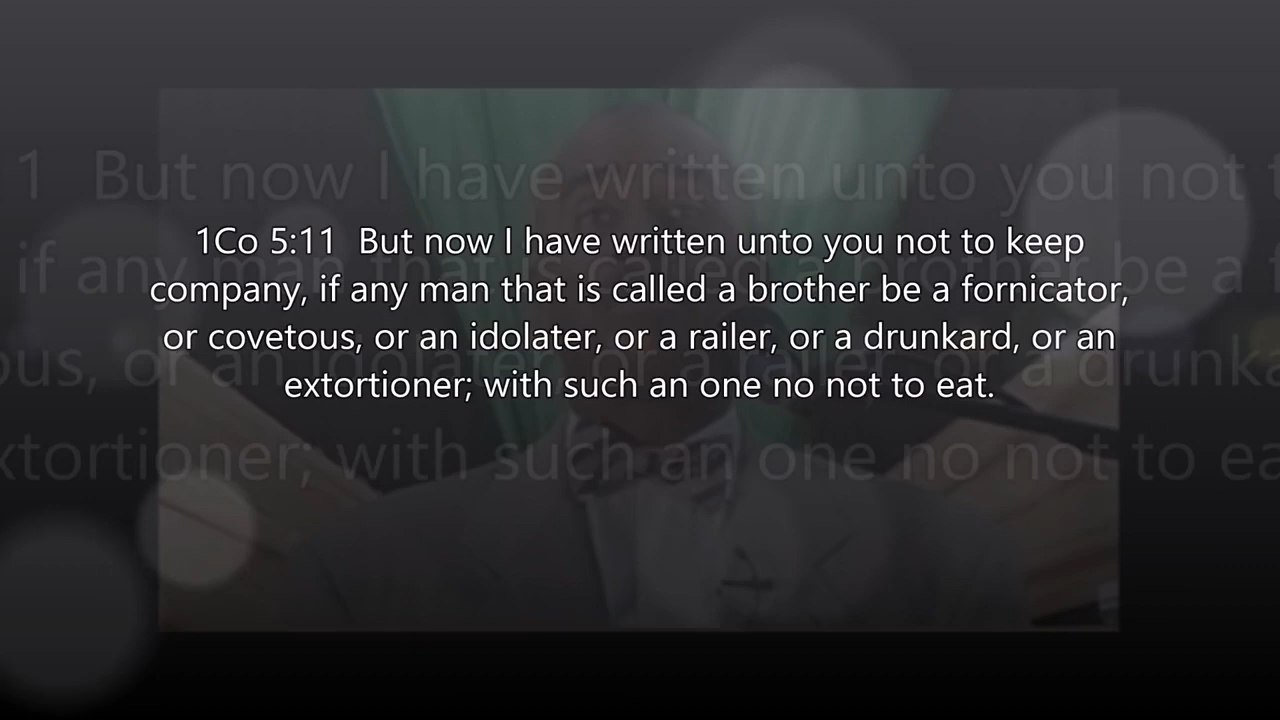 1Co 5:11  But now I have written unto you not to keep
company, if any man that is called a brother be a fornicator,
or covetous, or an idolater, or a railer, or a drunkard, or an
extortioner; with such an one no not to eat.